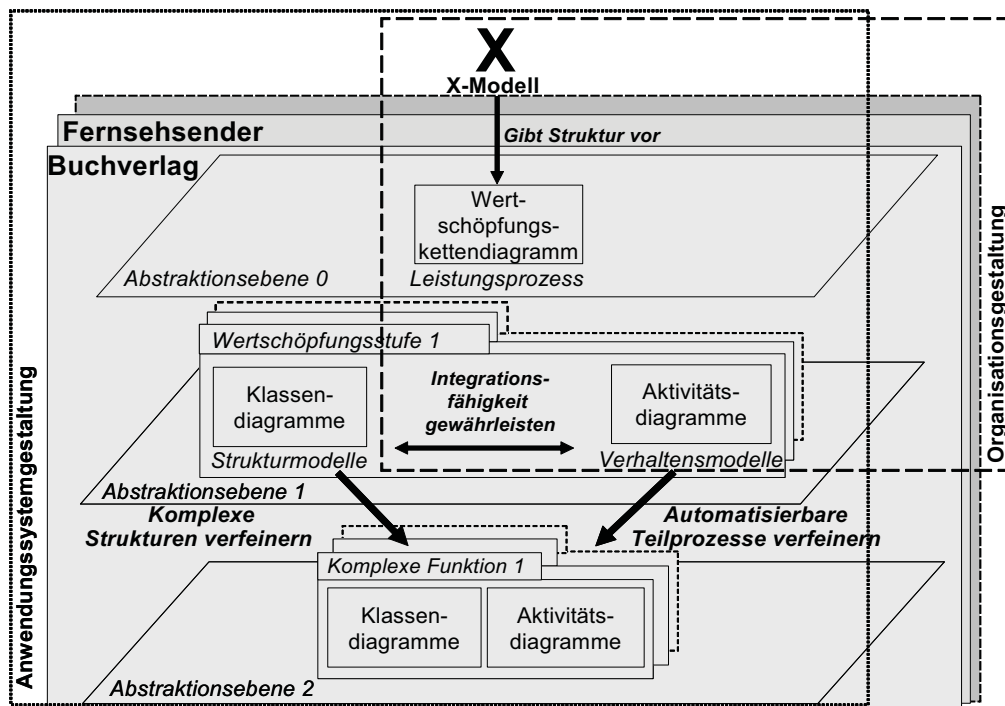 X
X-Modell
Gibt Struktur vor
Fernsehsender
Buchverlag
Wert-
schöpfungs-
kettendiagramm
Abstraktionsebene 0
Leistungsprozess
Wertschöpfungsstufe 1
Klassen-
diagramme
Integrations-
fähigkeit
gewährleisten
Aktivitäts-
diagramme
Strukturmodelle
Verhaltensmodelle
Abstraktionsebene 1
Komplexe
Strukturen verfeinern
Automatisierbare
Teilprozesse verfeinern
Komplexe Funktion 1
Klassen-
diagramme
Aktivitäts-
diagramme
Abstraktionsebene 2
Anwendungssystemgestaltung
Organisationsgestaltung